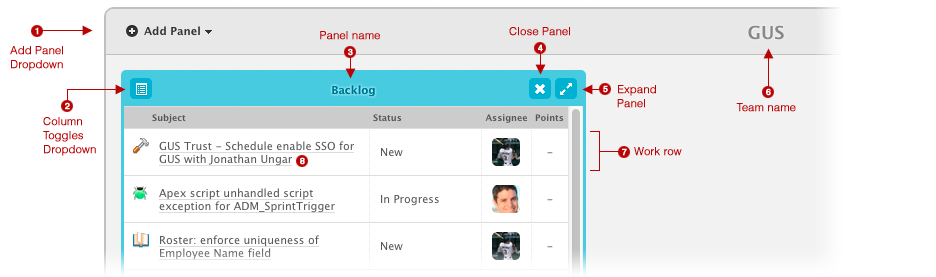 1
Add Panel
Dropdown
Add Panel
Panel name
3
Close Panel
4
GUS
6
Team name
2
Column
Toggles
Dropdown
Backlog
5 Expand
Panel
Subject Status Assignee Points
GUS Trust – Schedule enable SSO for
GUS with Jonathan Ungar 8
New –
7 Work row
Apex script unhandled script
exception for ADM_SprintTrigger
In Progress –
Roster: enforce uniqueness of
Employee Name field
New –